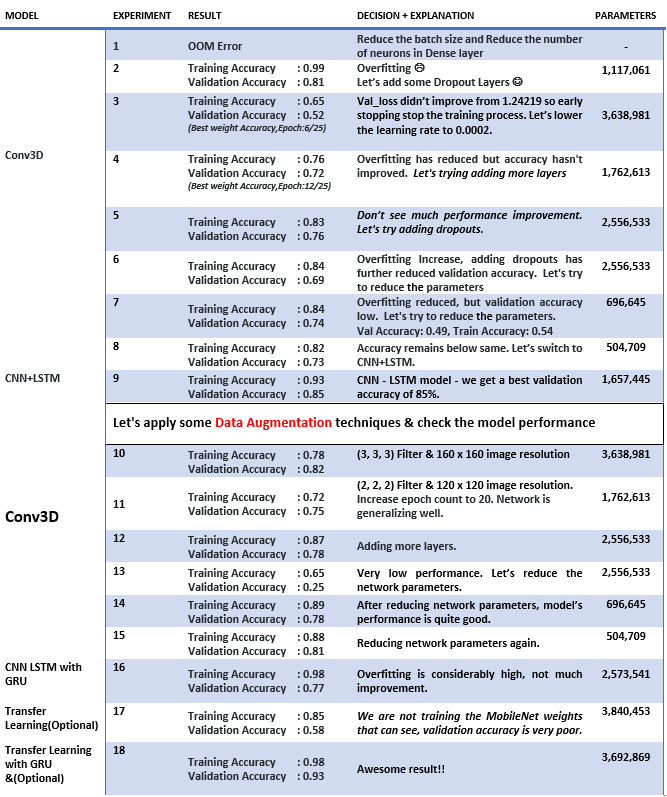 MODEL EXPERIMENT RESULT DECISION + EXPLANATION PARAMETERS
1 OOM Error Reduce the batch size and Reduce the number of neurons in Dense layer -
2 Training Accuracy : 0.99 Overfitting ☹ 1,117,061
Validation Accuracy : 0.81 Let's add some Dropout Layers 😉
3 Training Accuracy : 0.65 Val_loss didn't improve from 1.24219 so early
Validation Accuracy : 0.52 stopping stop the training process. Let's lower 3,638,981
(Best weight Accuracy,Epoch:6/25) the learning rate to 0.0002.
Conv3D
4 Training Accuracy : 0.76 Overfitting has reduced but accuracy hasn't
Validation Accuracy : 0.72 improved. Let's trying adding more layers 1,762,613
(Best weight Accuracy,Epoch:12/25)
5 Training Accuracy : 0.83 Don't see much performance improvement. 2,556,533
Validation Accuracy : 0.76 Let's try adding dropouts.
6 Training Accuracy : 0.84 Overfitting Increase, adding dropouts has 2,556,533
Validation Accuracy : 0.69 further reduced validation accuracy. Let's try
to reduce the parameters
7 Training Accuracy : 0.84 Overfitting reduced, but validation accuracy 696,645
Validation Accuracy : 0.74 low. Let's try to reduce the parameters.
Val Accuracy: 0.49, Train Accuracy: 0.54
8 Training Accuracy : 0.82 Accuracy remains below same. Let's switch to 504,709
Validation Accuracy : 0.73 CNN+LSTM.
CNN+LSTM 9 Training Accuracy : 0.93 CNN - LSTM model - we get a best validation 1,657,445
Validation Accuracy : 0.85 accuracy of 85%.
Let's apply some Data Augmentation techniques & check the model performance
10 Training Accuracy : 0.78 (3, 3, 3) Filter & 160 x 160 image resolution 3,638,981
Validation Accuracy : 0.82
Conv3D
11 Training Accuracy : 0.72 (2, 2, 2) Filter & 120 x 120 image resolution. 1,762,613
Validation Accuracy : 0.75 Increase epoch count to 20. Network is
generalizing well.
12 Training Accuracy : 0.87 Adding more layers. 2,556,533
Validation Accuracy : 0.78
13 Training Accuracy : 0.65 Very low performance. Let's reduce the 2,556,533
Validation Accuracy : 0.25 network parameters.
14 Training Accuracy : 0.89 After reducing network parameters, model's 696,645
Validation Accuracy : 0.78 performance is quite good.
15 Training Accuracy : 0.88 Reducing network parameters again. 504,709
Validation Accuracy : 0.81
CNN LSTM with 16 Training Accuracy : 0.98 Overfitting is considerably high, not much 2,573,541
GRU Validation Accuracy : 0.77 improvement.
Transfer 17 Training Accuracy : 0.85 We are not training the MobileNet weights 3,840,453
Learning(Optional) Validation Accuracy : 0.58 that can see, validation accuracy is very poor.
Transfer Learning 18 Training Accuracy : 0.98 Awesome result!! 3,692,869
with GRU Validation Accuracy : 0.93
&(Optional)